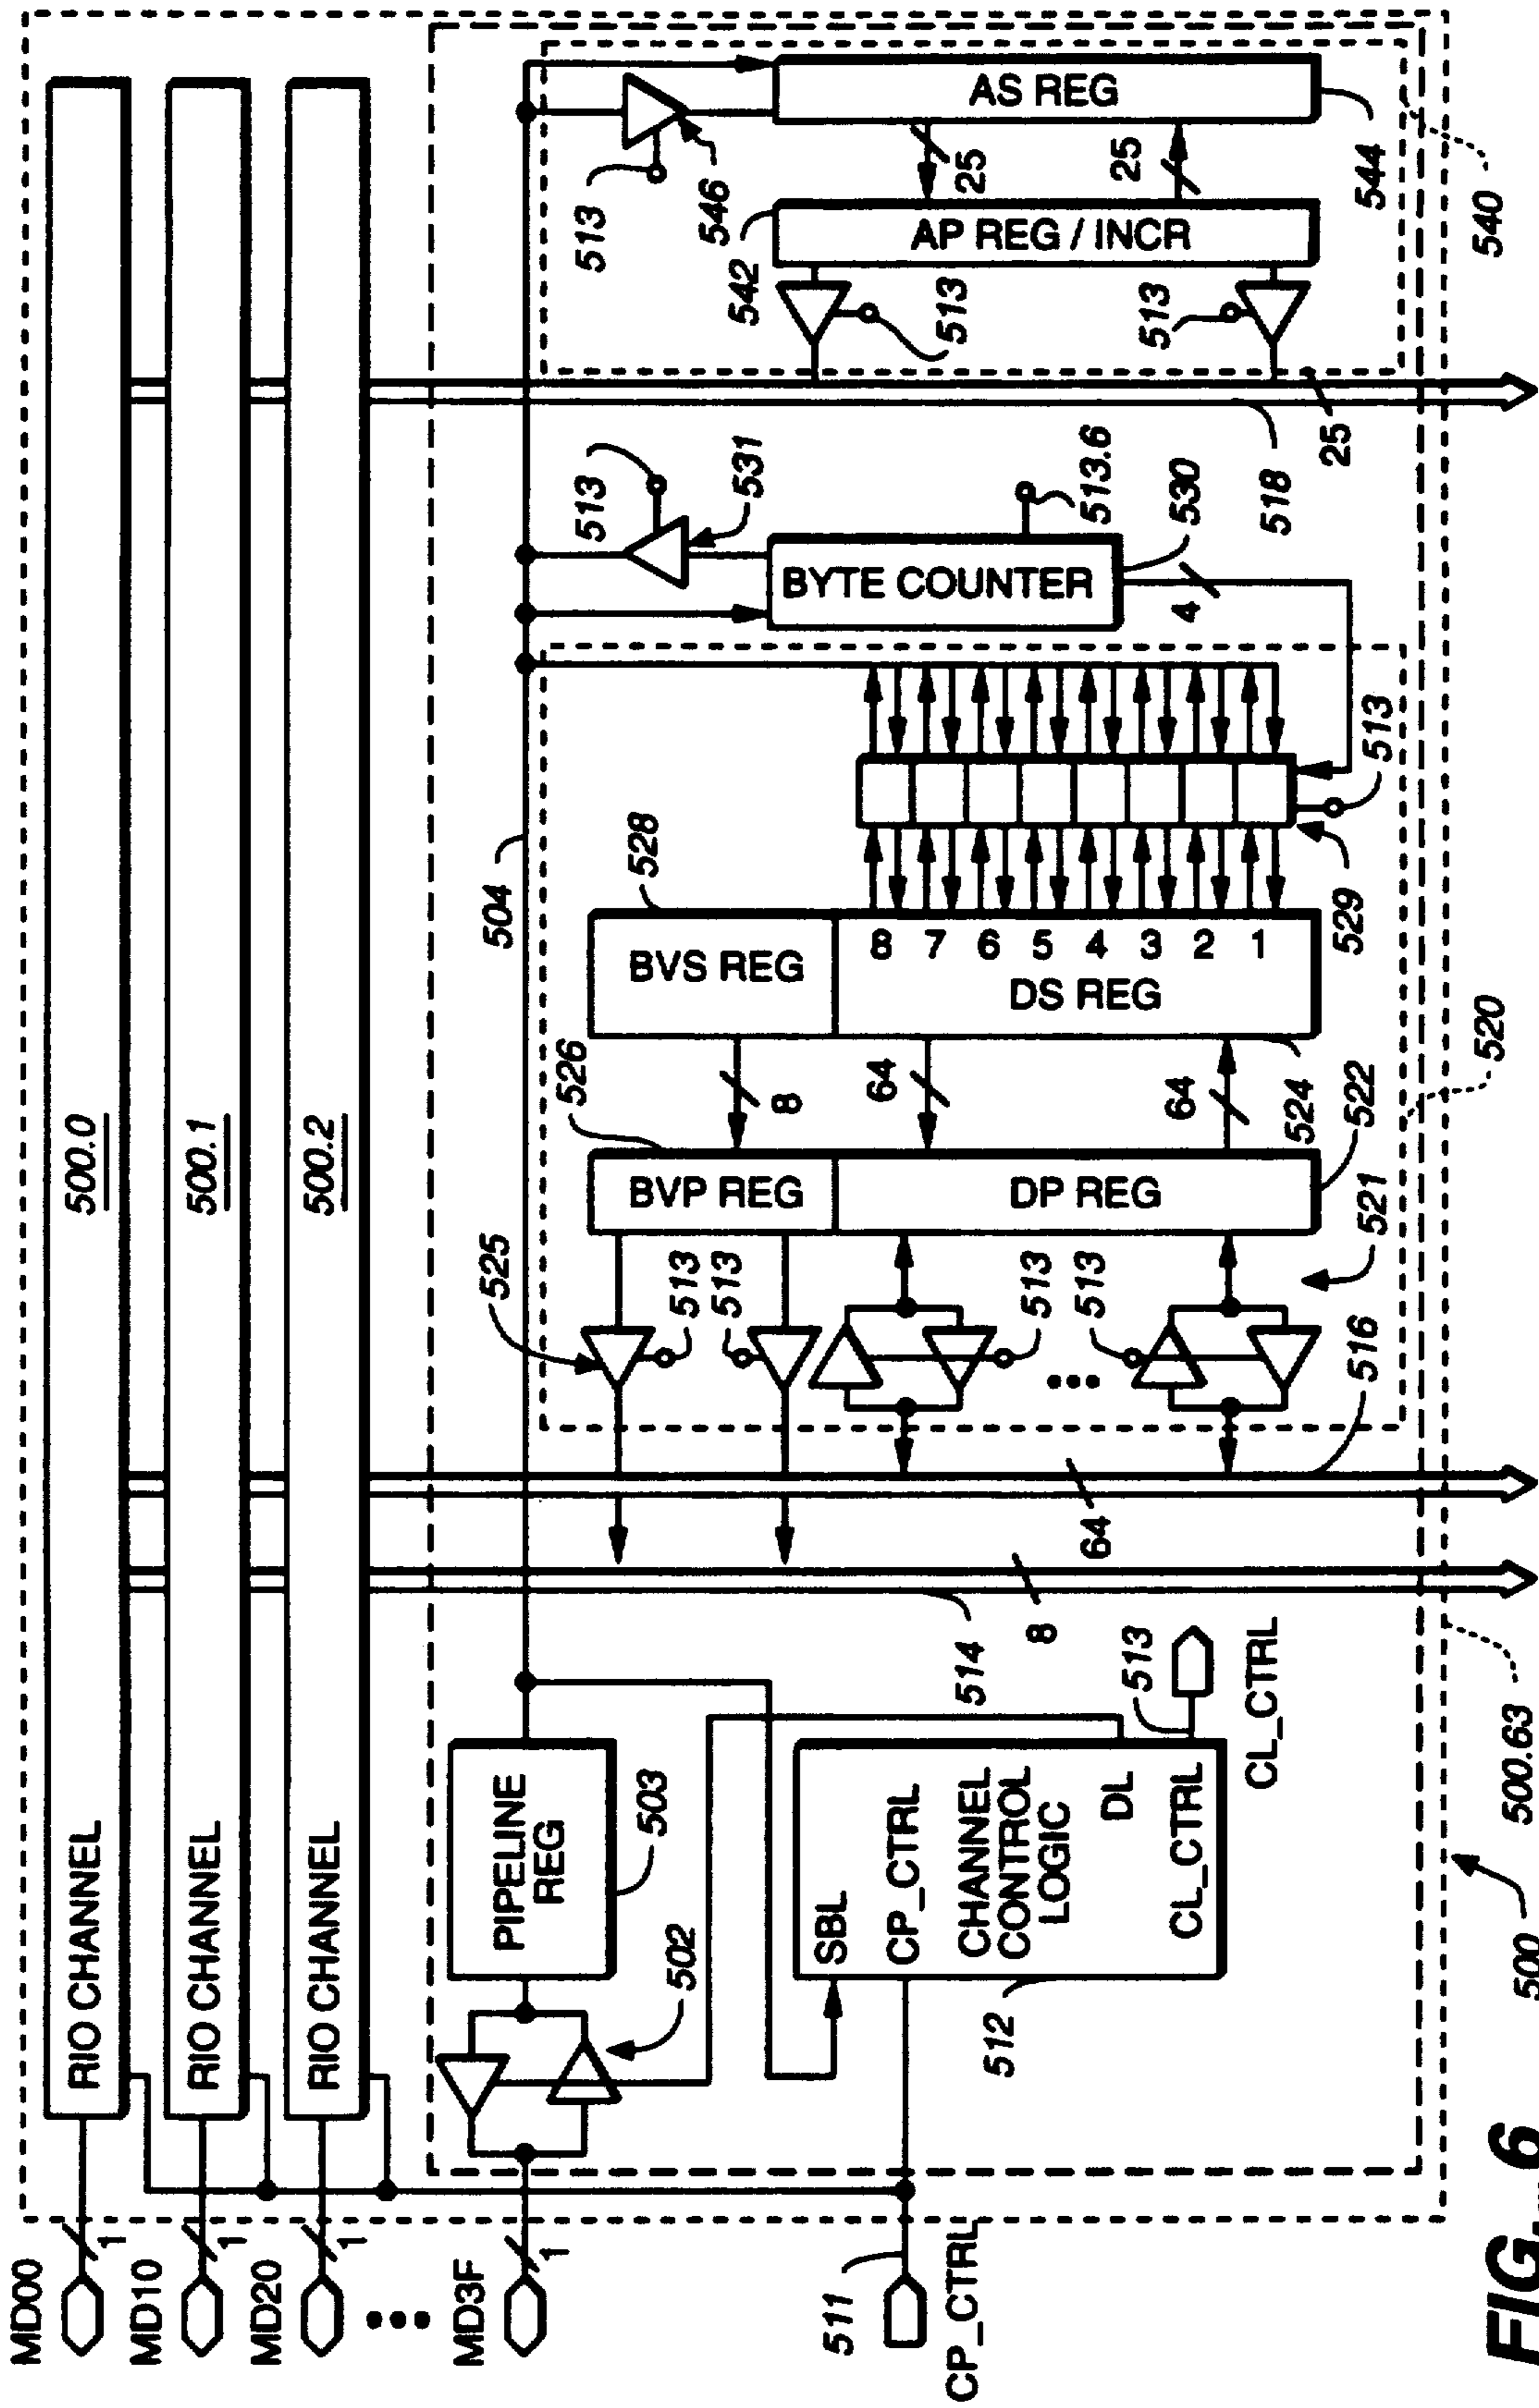 MD00
1
RIO CHANNEL
500.0
MD10
1
RIO CHANNEL
500.1
MD20
1
RIO CHANNEL
500.2
MD3F
1
502
PIPELINE
REG
503
504
511
CP_CTRL
512
SBL
CP_CTRL
CHANNEL
CONTROL
LOGIC
DL
CL_CTRL
513
CL_CTRL
514
8
64
516
525
513
513
513
513
521
526
BVP REG
DP REG
522
8
64
64
524
528
BVS REG
DS REG
8
7
6
5
4
3
2
1
529
513
520
531
513
BYTE COUNTER
513.6
530
4
518
25
513
546
542
513
513
AP REG / INCR
25
25
AS REG
544
540
500
500.63
FIG. 6